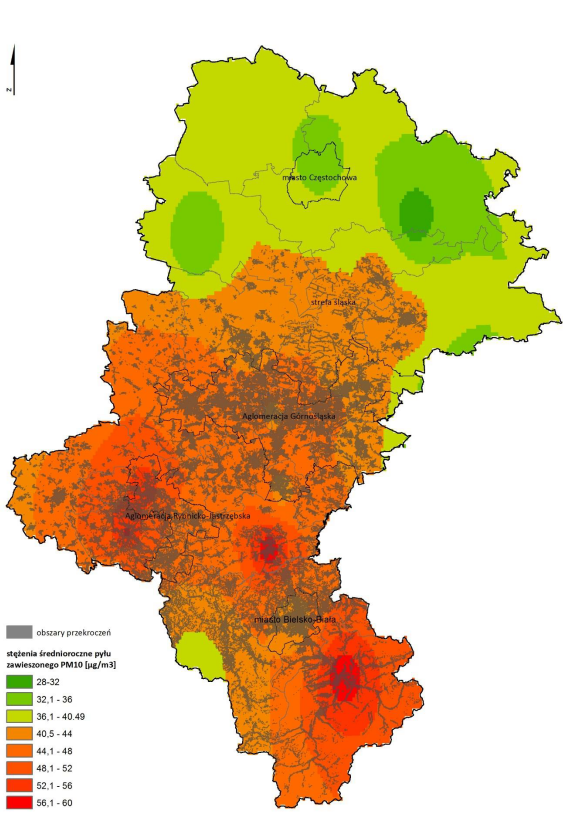 N
miasto Częstochowa
strefa śląska
Aglomeracja Górnośląska
Aglomeracja Rybnicko-Jastrzębska
miasto Bielsko-Biała
obszary przekroczeń
stężenia średnioroczne pyłu
zawieszonego PM10 [µg/m3]
28-32
32,1 - 36
36,1 - 40.49
40,5 - 44
44,1 - 48
48,1 - 52
52,1 - 56
56,1 - 60